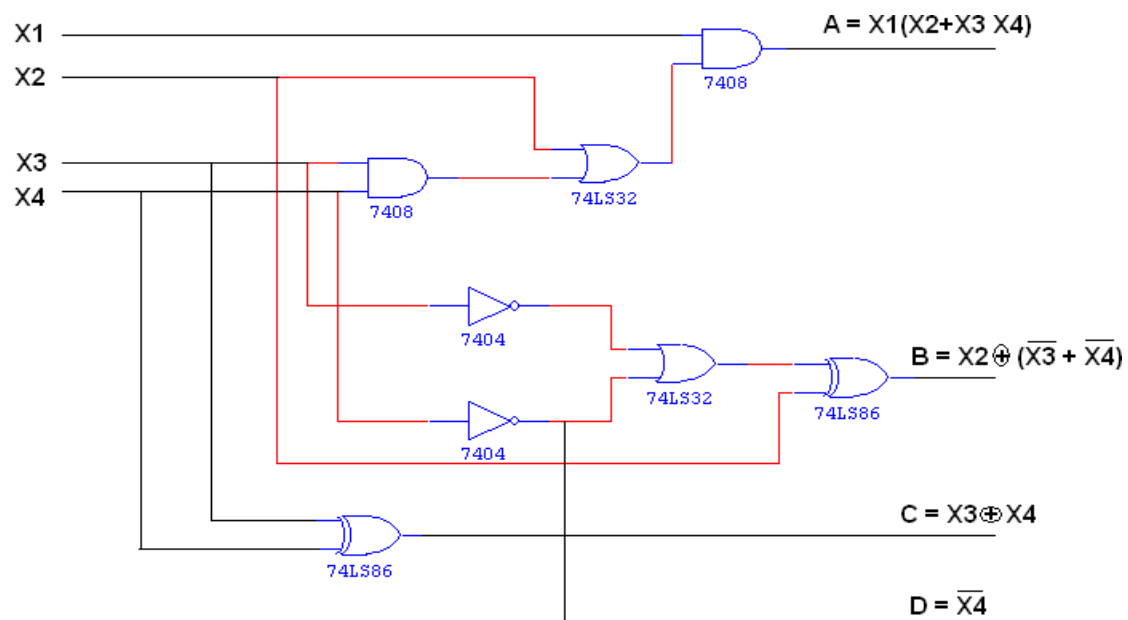 X1
A = X1(X2+X3 X4)
X2
7408
X3
X4
74LS32
7408
7404
B = X2 ⊕ (X̅3̅ + X̅4̅)
74LS32
74LS86
7404
C = X3 ⊕ X4
74LS86
D = X̅4̅